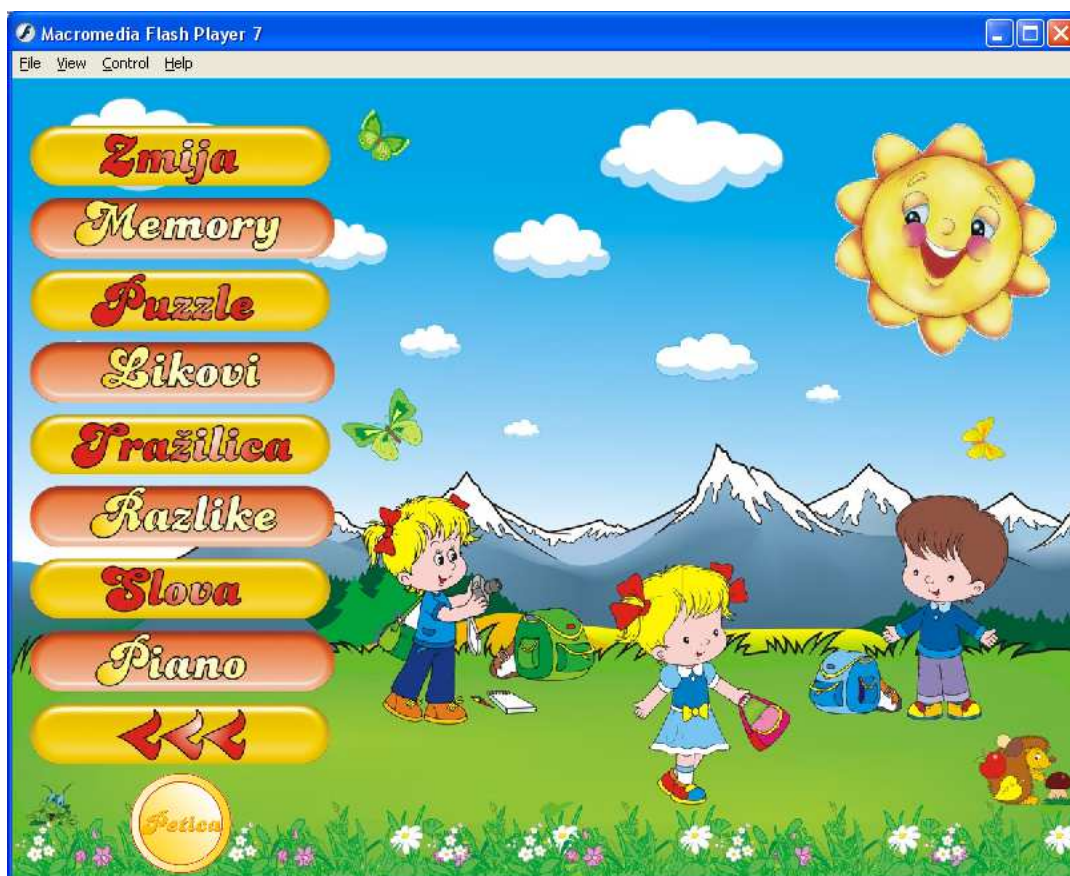 Macromedia Flash Player 7
File View Control Help
Zmija
Memory
Puzzle
Likovi
Tražilica
Razlike
Slova
Piano
<<<
Petica